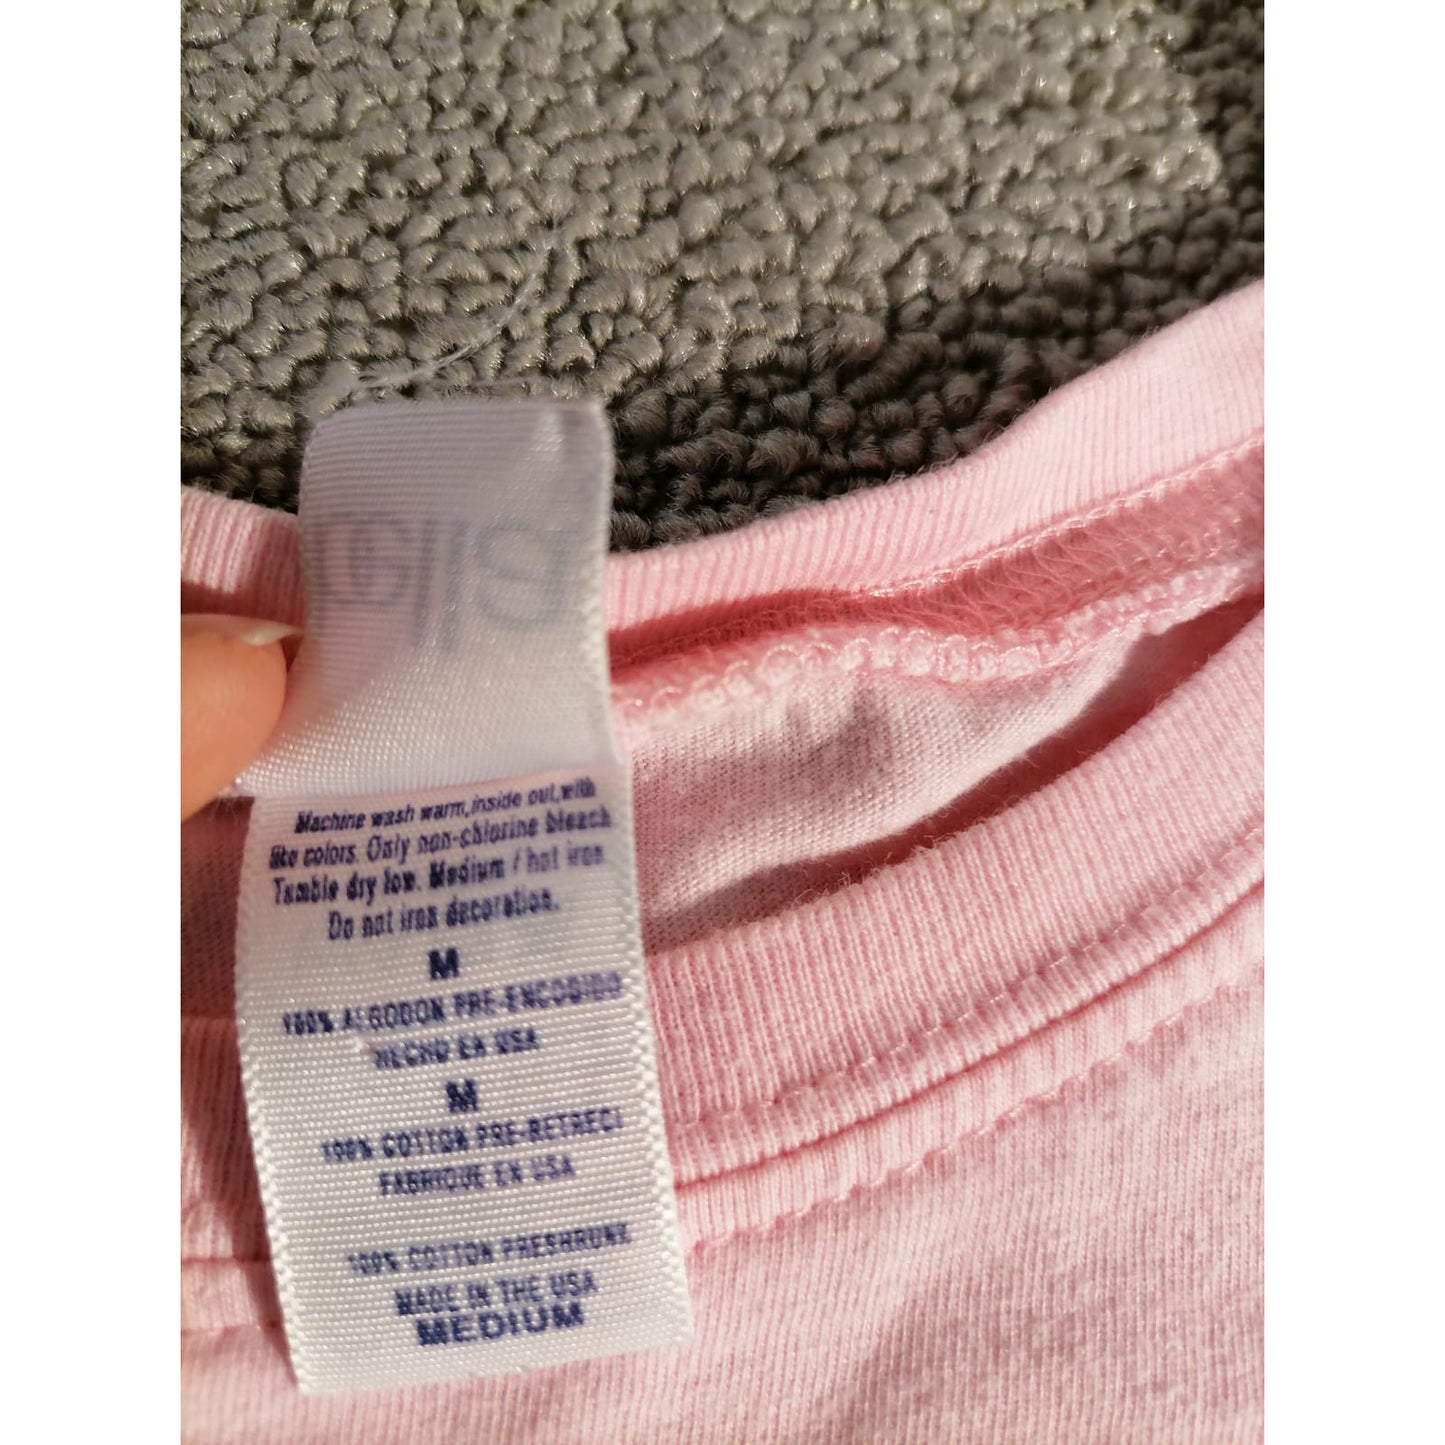 Machine wash warm, inside out, with
like colors. Only non-chlorine bleach
Tumble dry low. Medium / hot iron
Do not iron decoration.
M
100% ALGODON PRE-ENCOGIDO
HECHO EN USA
M
100% COTTON PRE-RETRECI
FABRIQUE EN USA
100% COTTON PRESHRUNK
MADE IN THE USA
MEDIUM